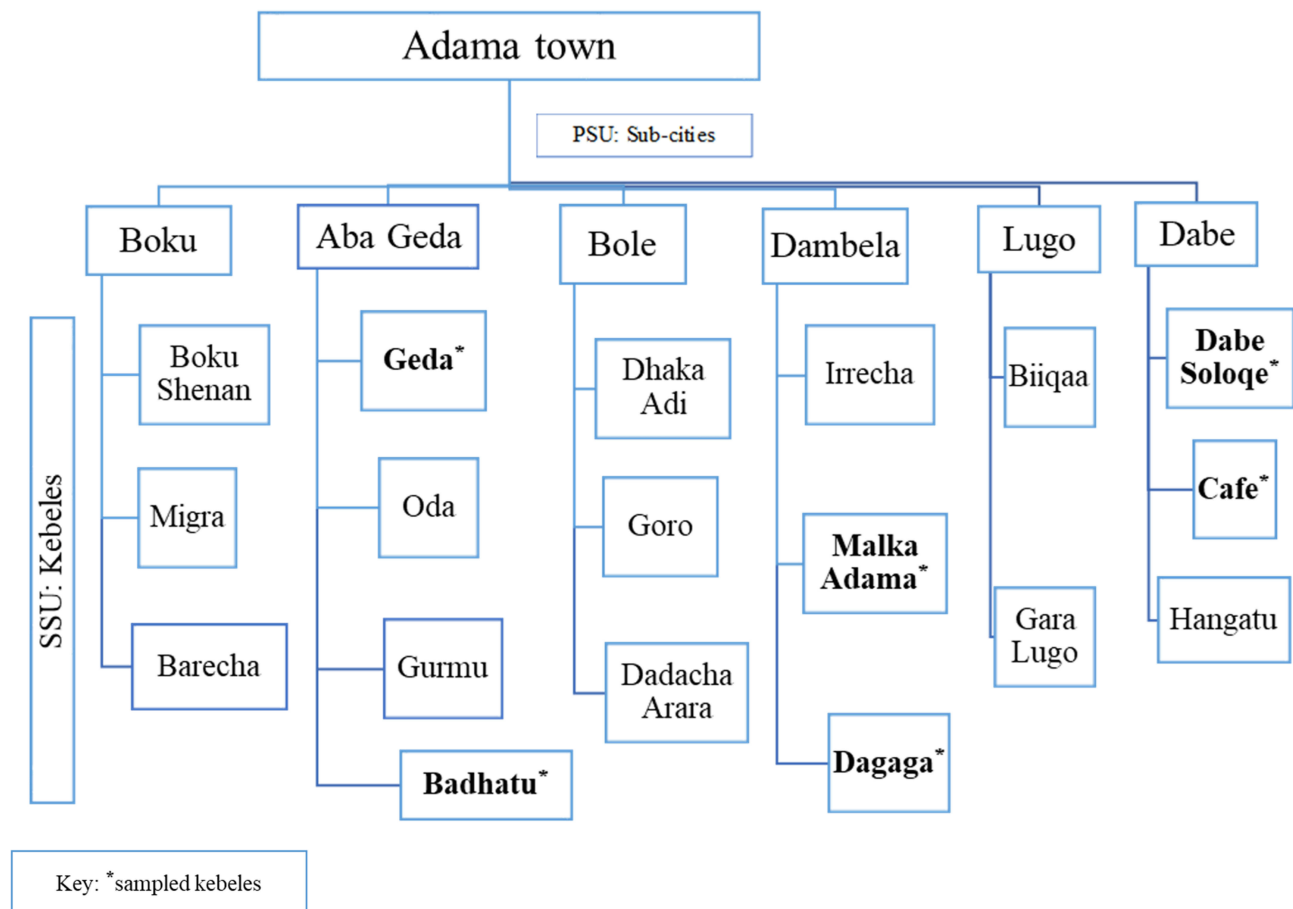 Adama town
PSU: Sub-cities
Boku
Aba Geda
Bole
Dambela
Lugo
Dabe
SSU: Kebeles
Boku
Shenan
Migra
Barecha
Geda*
Oda
Gurmu
Badhatu*
Dhaka
Adi
Goro
Dadacha
Arara
Irrecha
Malka
Adama*
Dagaga*
Biiqaa
Gara
Lugo
Dabe
Soloqe*
Cafe*
Hangatu
Key: *sampled kebeles